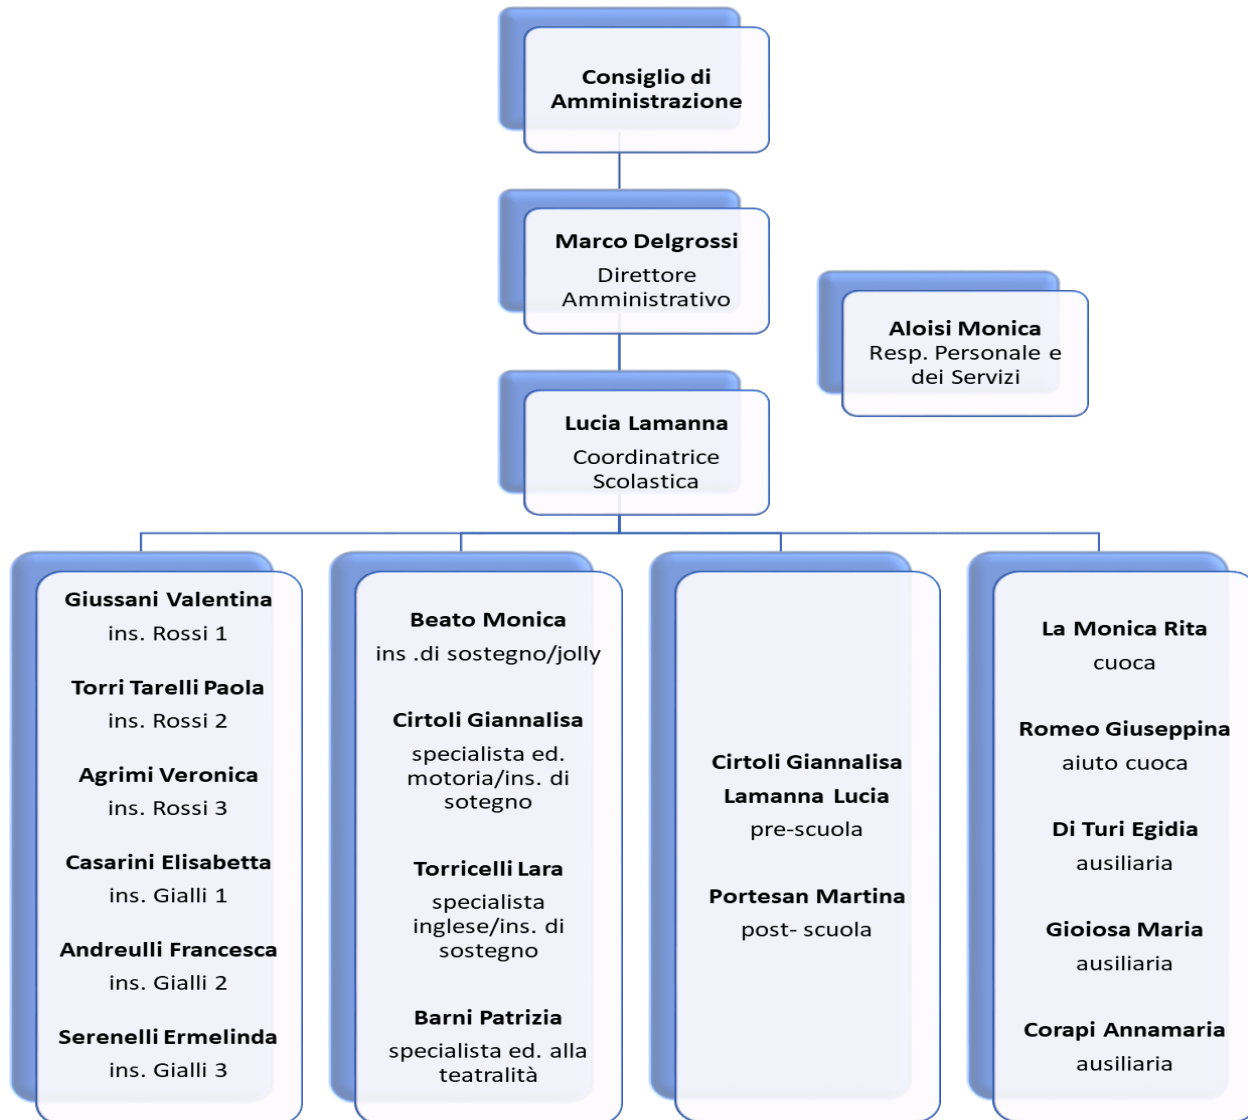 Consiglio di
Amministrazione
Marco Delgrossi
Direttore
Amministrativo
Aloisi Monica
Resp. Personale e
dei Servizi
Lucia Lamanna
Coordinatrice
Scolastica
Giussani Valentina
ins. Rossi 1
Torri Tarelli Paola
ins. Rossi 2
Agrimi Veronica
ins. Rossi 3
Casarini Elisabetta
ins. Gialli 1
Andreulli Francesca
ins. Gialli 2
Serenelli Ermelinda
ins. Gialli 3
Beato Monica
ins .di sostegno/jolly
Cirtoli Giannalisa
specialista ed.
motoria/ins. di
sotegno
Torricelli Lara
specialista
inglese/ins. di
sostegno
Barni Patrizia
specialista ed. alla
teatralità
Cirtoli Giannalisa
Lamanna Lucia
pre-scuola
Portesan Martina
post- scuola
La Monica Rita
cuoca
Romeo Giuseppina
aiuto cuoca
Di Turi Egidia
ausiliaria
Gioiosa Maria
ausiliaria
Corapi Annamaria
ausiliaria